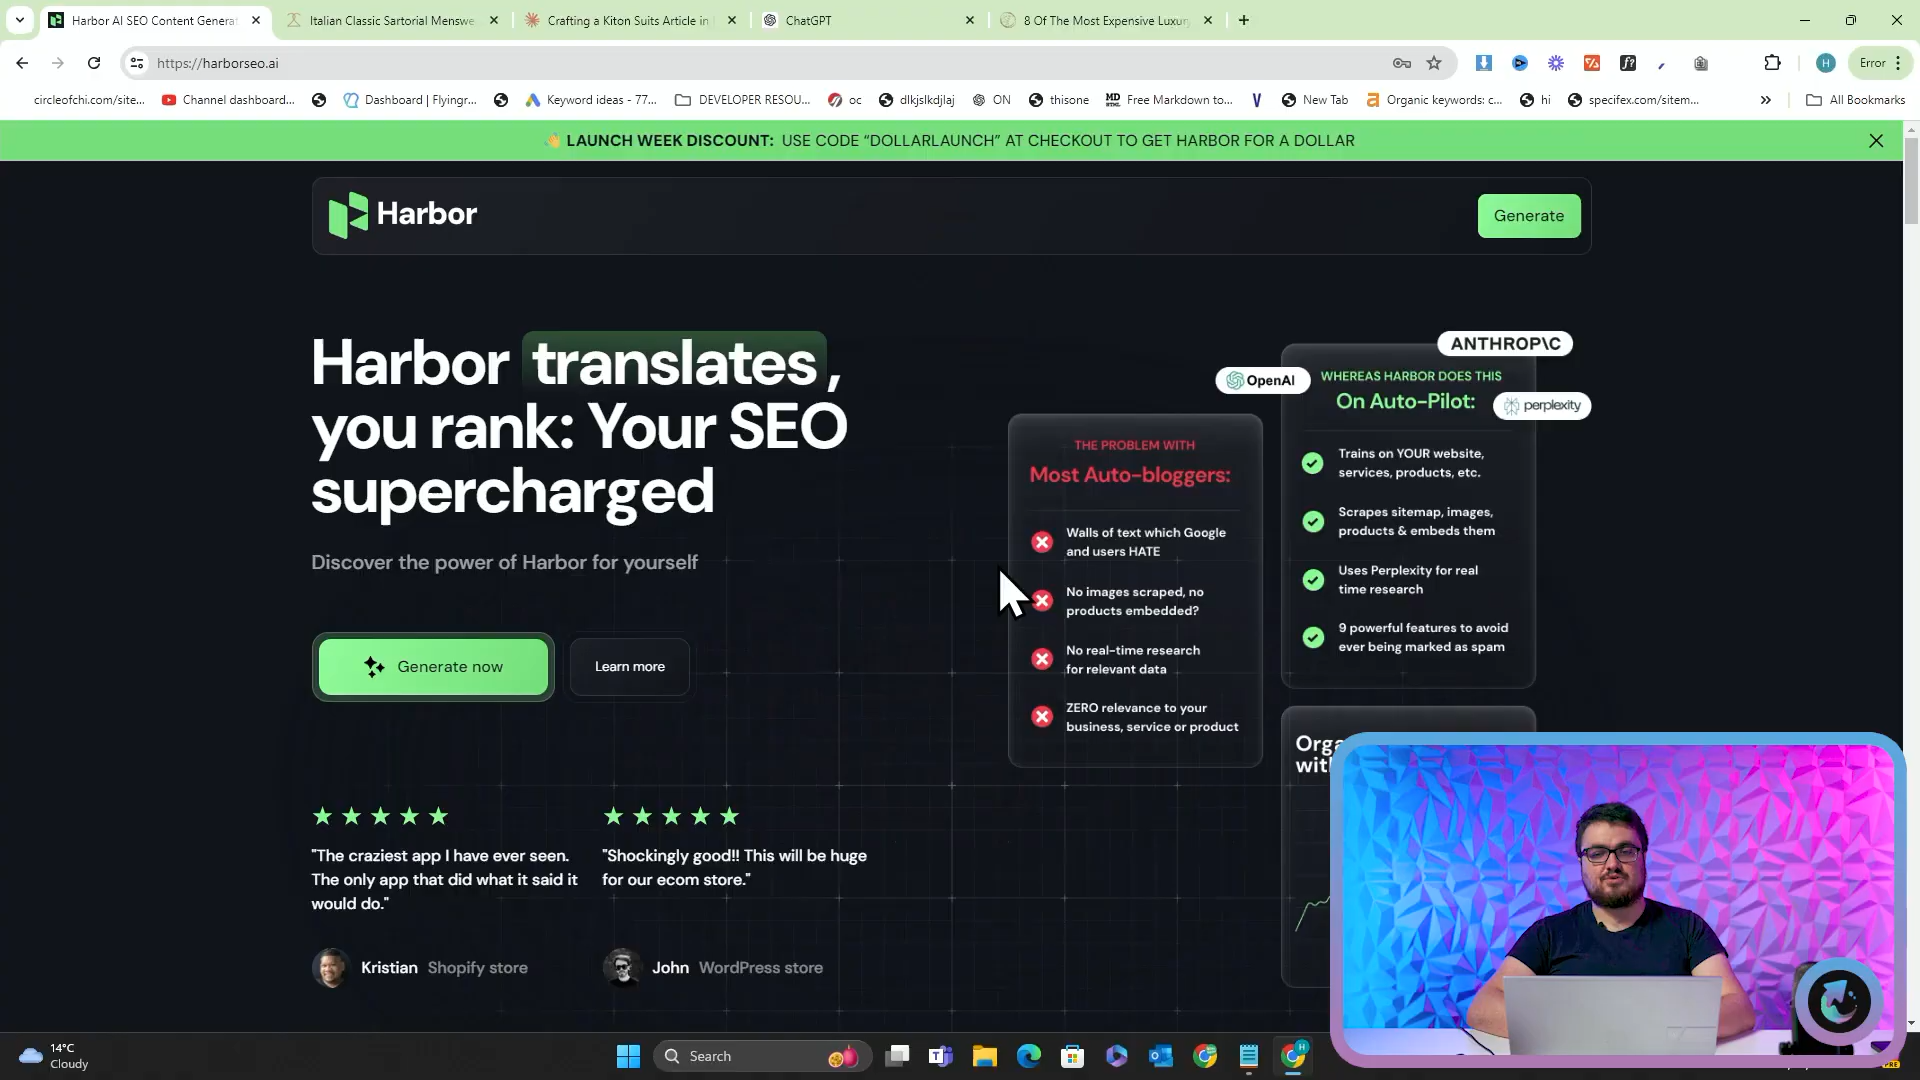 Harbor AI SEO Content Generat
Italian Classic Sartorial Menswe
Crafting a Kiton Suits Article in
ChatGPT
8 Of The Most Expensive Luxur
https://harborseo.ai
Error
circleofchi.com/site...
Channel dashboard...
Dashboard | Flyingr...
Keyword ideas - 77...
DEVELOPER RESOU...
oc
dlkjslkdjlaj
ON
thisone
Free Markdown to...
New Tab
Organic keywords: c...
hi
specifex.com/sitem...
All Bookmarks
LAUNCH WEEK DISCOUNT: USE CODE “DOLLARLAUNCH” AT CHECKOUT TO GET HARBOR FOR A DOLLAR
Harbor
Generate
Harbor translates,
you rank: Your SEO
supercharged
Discover the power of Harbor for yourself
Generate now
Learn more
THE PROBLEM WITH
Most Auto-bloggers:
Walls of text which Google
and users HATE
No images scraped, no
products embedded?
No real-time research
for relevant data
ZERO relevance to your
business, service or product
ANTHROP\C
OpenAI
WHEREAS HARBOR DOES THIS
On Auto-Pilot:
perplexity
Trains on YOUR website,
services, products, etc.
Scrapes sitemap, images,
products & embeds them
Uses Perplexity for real
time research
9 powerful features to avoid
ever being marked as spam
"The craziest app I have ever seen.
The only app that did what it said it
would do."
Kristian Shopify store
"Shockingly good!! This will be huge
for our ecom store."
John WordPress store
14°C
Cloudy
Search